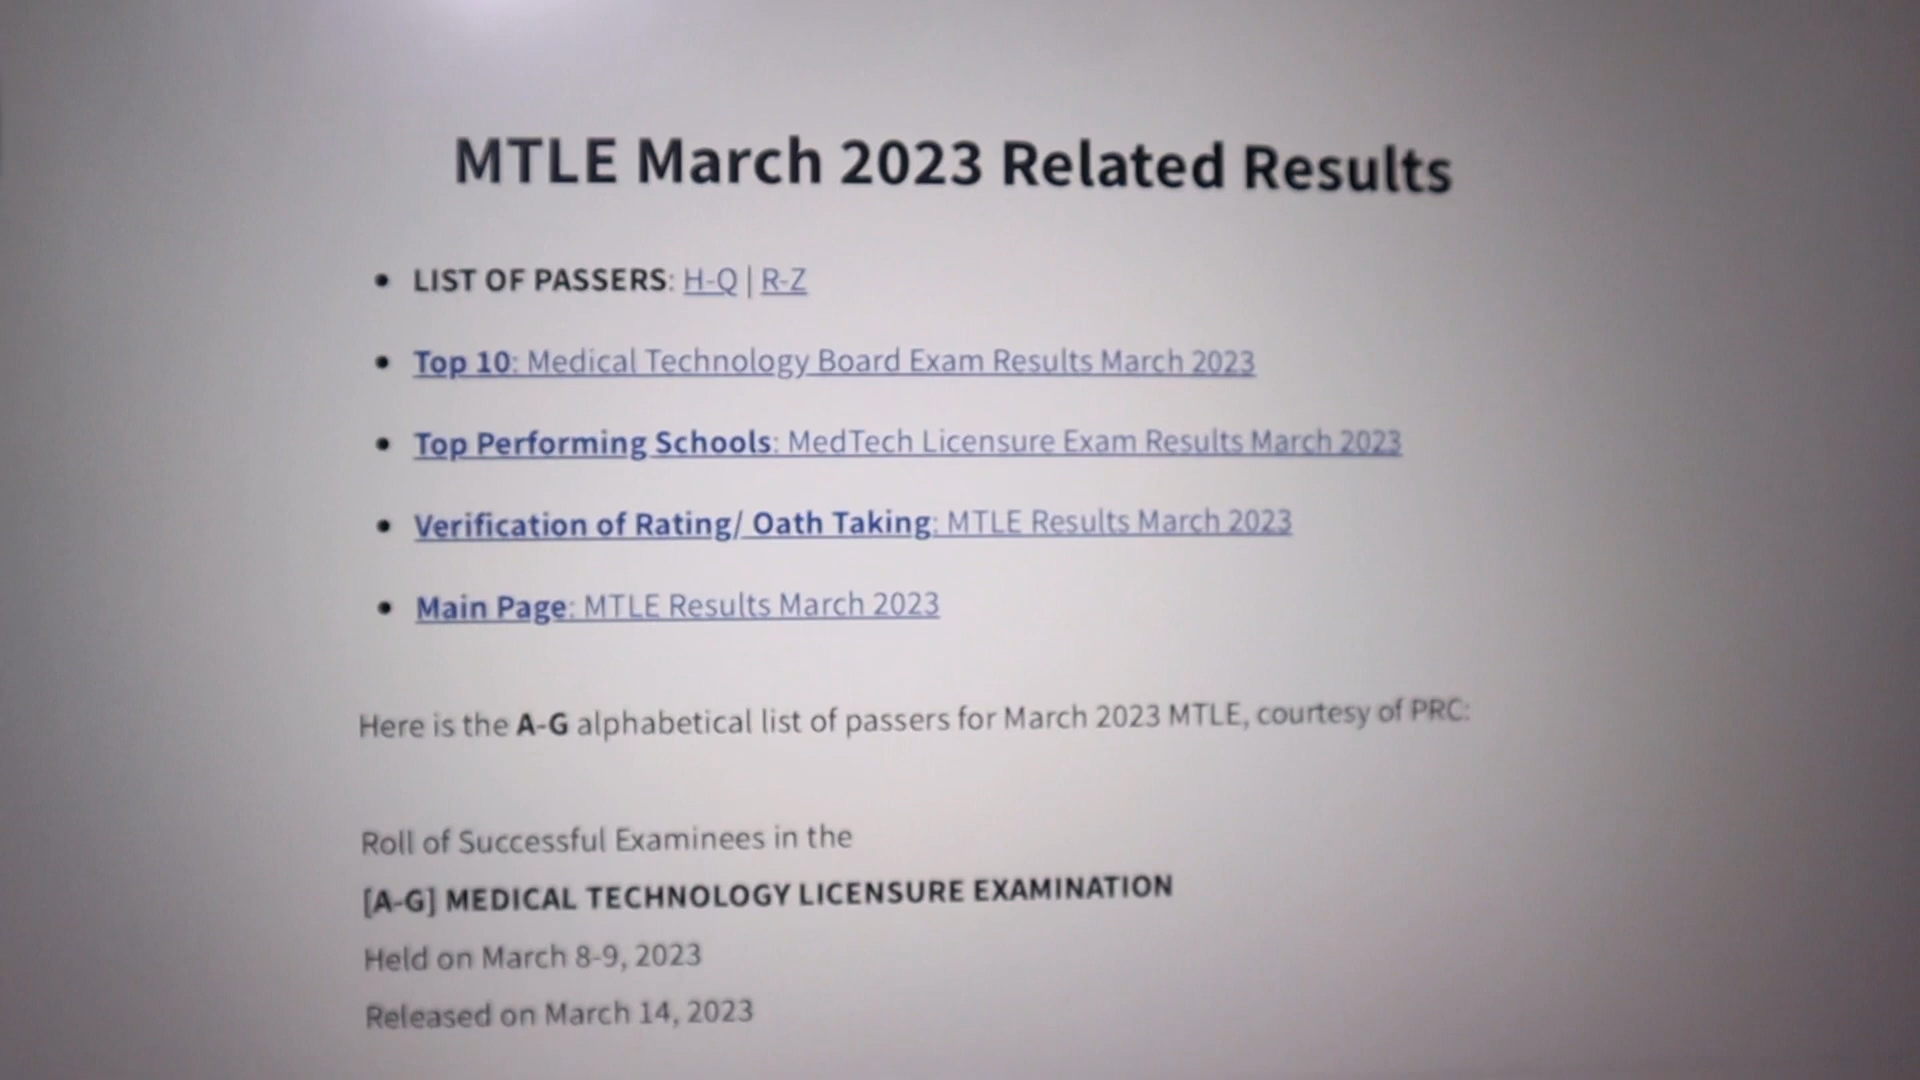 MTLE March 2023 Related Results
LIST OF PASSERS: H-Q | R-Z
Top 10: Medical Technology Board Exam Results March 2023
Top Performing Schools: MedTech Licensure Exam Results March 2023
Verification of Rating/ Oath Taking: MTLE Results March 2023
Main Page: MTLE Results March 2023
Here is the A-G alphabetical list of passers for March 2023 MTLE, courtesy of PRC:
Roll of Successful Examinees in the
[A-G] MEDICAL TECHNOLOGY LICENSURE EXAMINATION
Held on March 8-9, 2023
Released on March 14, 2023